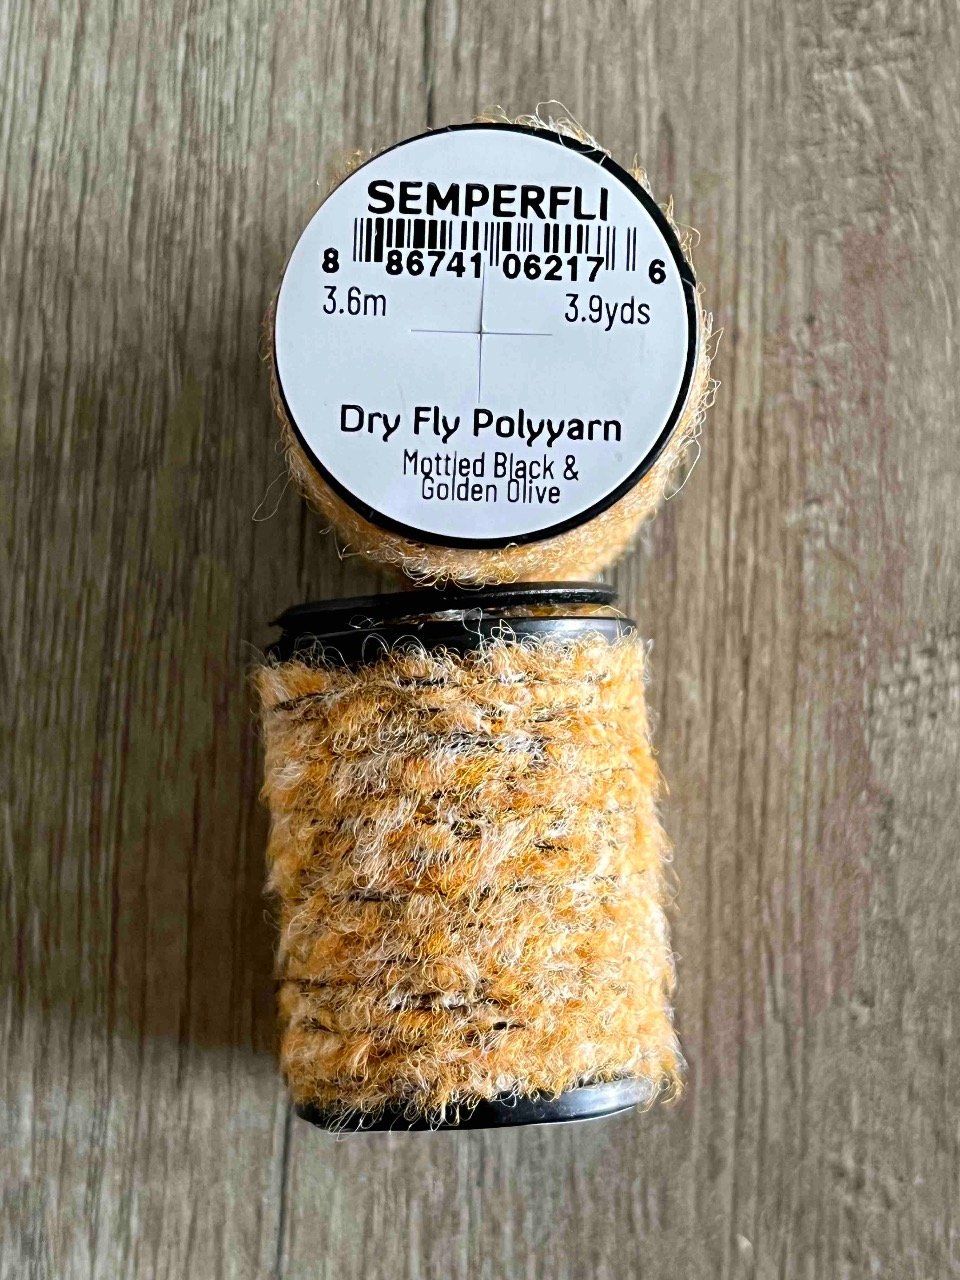 SEMPERFLI
8 86741 06217 6
3.6m 3.9yds
Dry Fly Polyyarn
Mottled Black &
Golden Olive